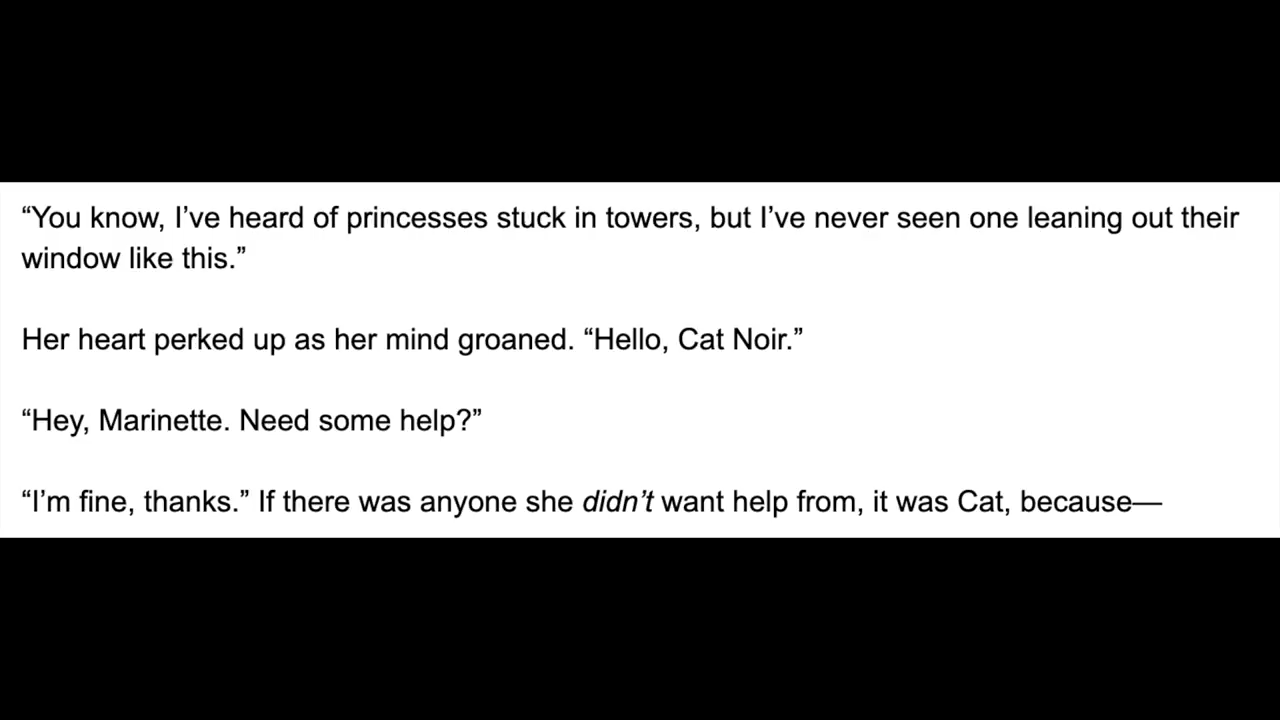 “You know, I’ve heard of princesses stuck in towers, but I’ve never seen one leaning out their
window like this.”
Her heart perked up as her mind groaned. “Hello, Cat Noir.”
“Hey, Marinette. Need some help?”
“I’m fine, thanks.” If there was anyone she didn’t want help from, it was Cat, because—